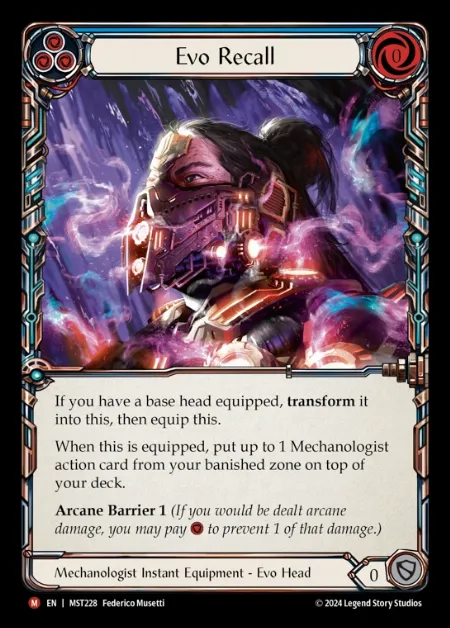 0
Evo Recall
If you have a base head equipped, transform it
into this, then equip this.
When this is equipped, put up to 1 Mechanologist
action card from your banished zone on top of
your deck.
Arcane Barrier 1 (If you would be dealt arcane
damage, you may pay to prevent 1 of that damage.)
Mechanologist Instant Equipment - Evo Head
0
M EN | MST228 Federico Musetti
© 2024 Legend Story Studios